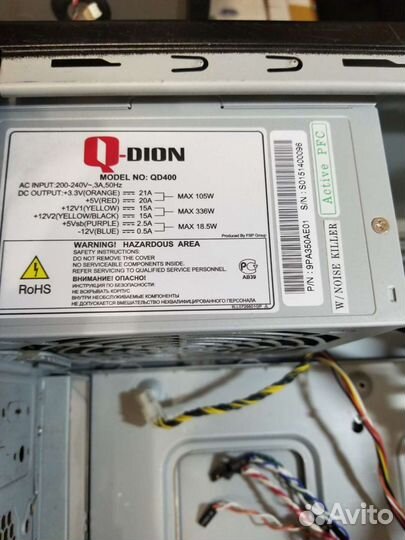 Q-DION
MODEL NO: QD400
AC INPUT:200-240V~,3A,50Hz
DC OUTPUT:+3.3V(ORANGE) 21A
+5V(RED) 20A
MAX 105W
+12V1(YELLOW) 15A
+12V2(YELLOW/BLACK) 15A
MAX 336W
+5Vsb(PURPLE) 2.5A
-12V(BLUE) 0.5A
MAX 18.5W
Produced By FSP Group
WARNING! HAZARDOUS AREA
SAFETY INSTRUCTIONS:
DO NOT REMOVE THE COVER
NO SERVICEABLE COMPONENTS INSIDE.
REFER SERVICING TO QUALIFIED SAFETY PERSONNEL
ВНИМАНИЕ! ОПАСНО!
ИНСТРУКЦИЯ ПО БЕЗОПАСНОСТИ:
НЕ ВСКРЫВАТЬ КОРПУС
ВНУТРИ НЕОБСЛУЖИВАЕМЫЕ КОМПОНЕНТЫ
НЕ ДОПУСКАЕТСЯ ВМЕШАТЕЛЬСТВО НЕКВАЛИФИЦИРОВАННОГО ПЕРСОНАЛА
RoHS
АВ39
P/N : 9PA350AE01
S/N : S0151400096
W/NOISE KILLER
Active PFC
Avito